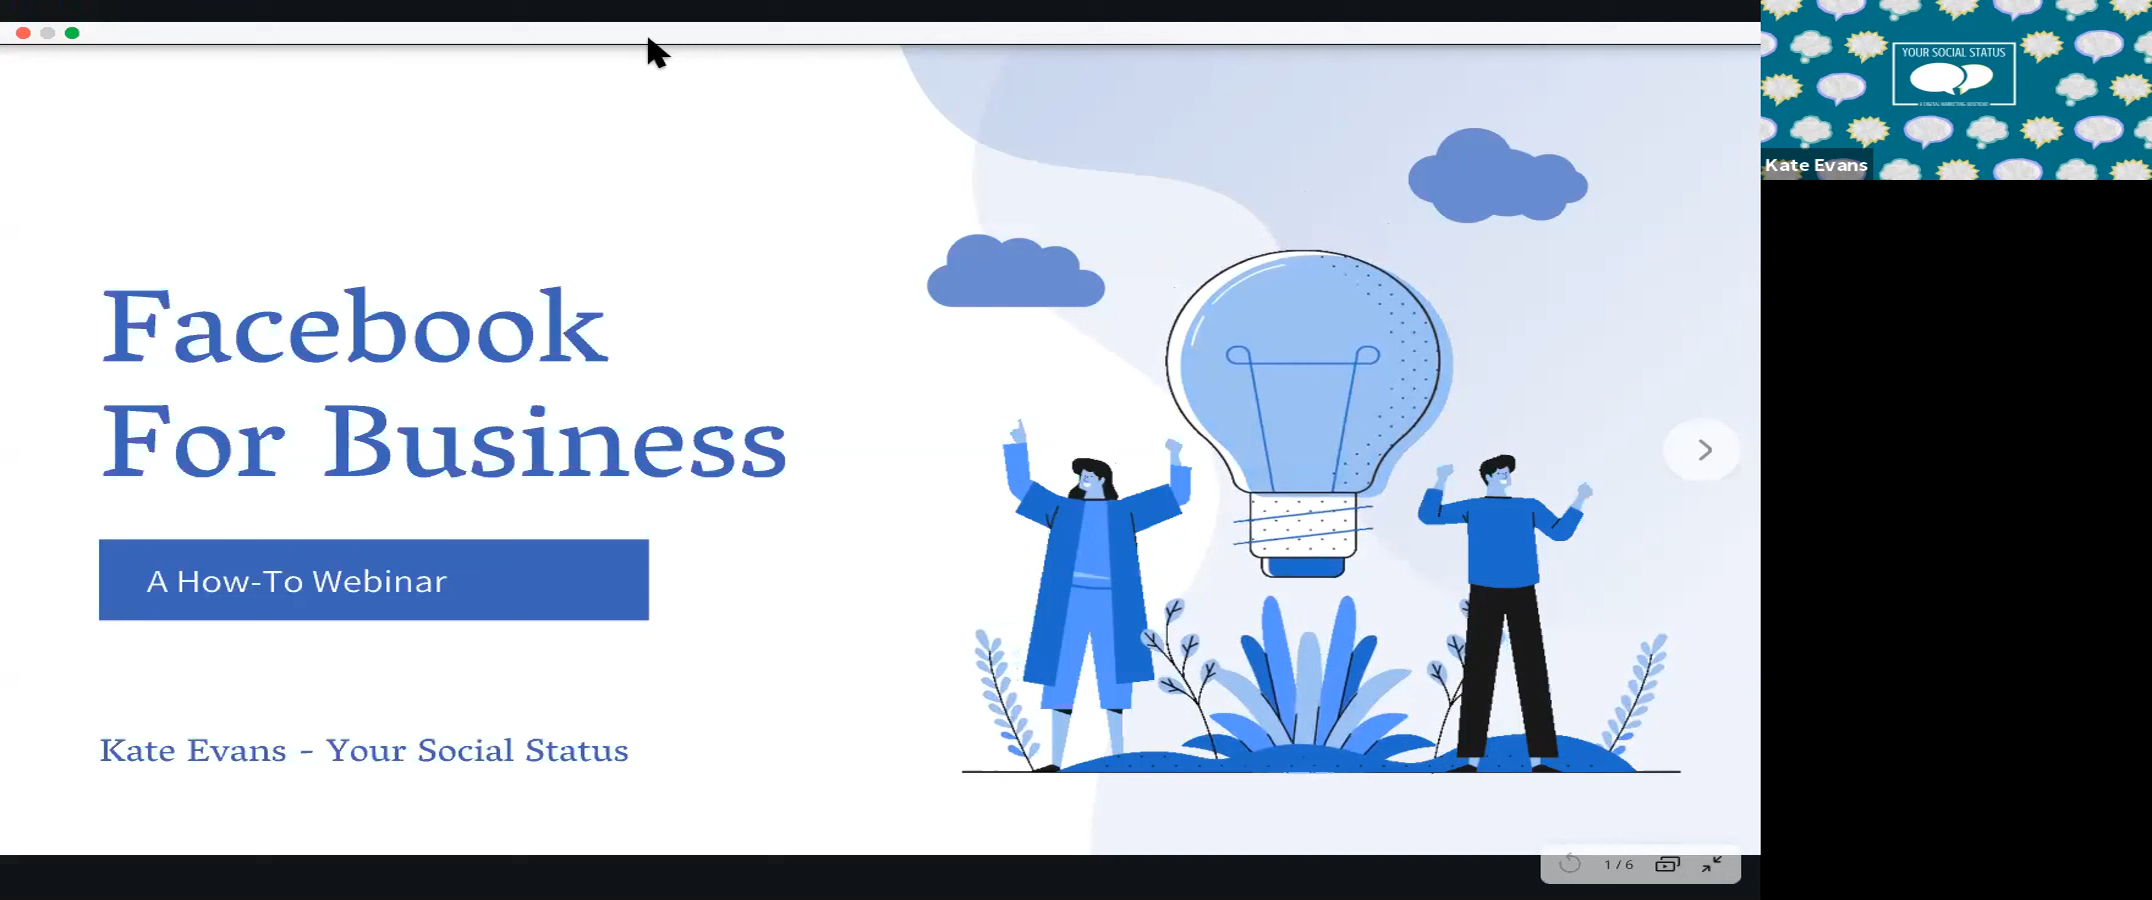 Facebook
For Business
A How-To Webinar
Kate Evans - Your Social Status
1 / 6
YOUR SOCIAL STATUS
Kate Evans